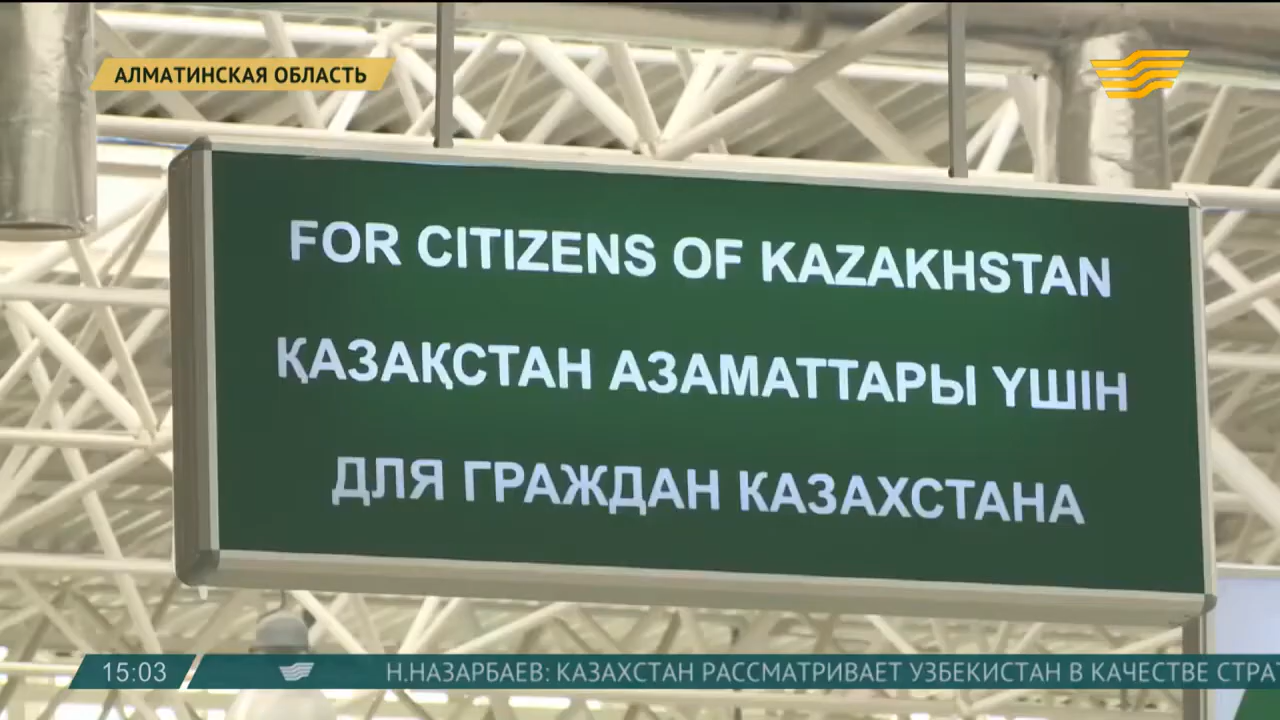 АЛМАТИНСКАЯ ОБЛАСТЬ
FOR CITIZENS OF KAZAKHSTAN
ҚАЗАҚСТАН АЗАМАТТАРЫ ҮШІН
ДЛЯ ГРАЖДАН КАЗАХСТАНА
15:03 Н.НАЗАРБАЕВ: КАЗАХСТАН РАССМАТРИВАЕТ УЗБЕКИСТАН В КАЧЕСТВЕ СТРАТ